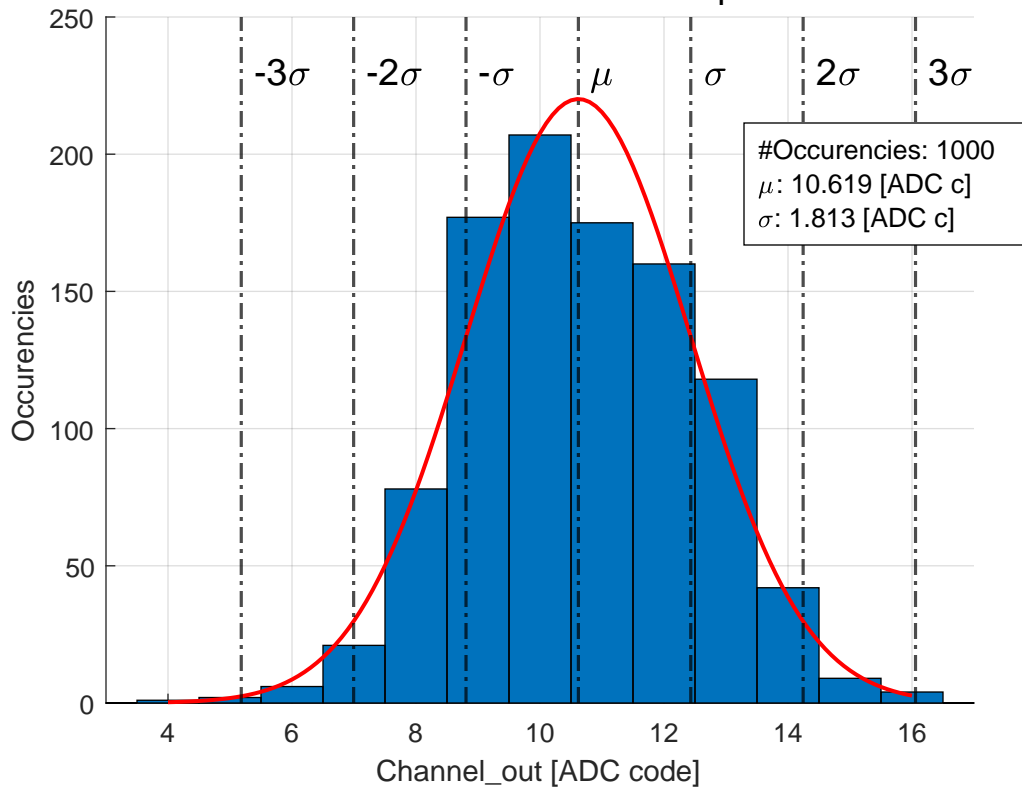 250
-3σ -2σ -σ μ σ 2σ 3σ
#Occurencies: 1000
μ: 10.619 [ADC c]
σ: 1.813 [ADC c]
200
150
100
50
0
Occurencies
4 6 8 10 12 14 16
Channel_out [ADC code]